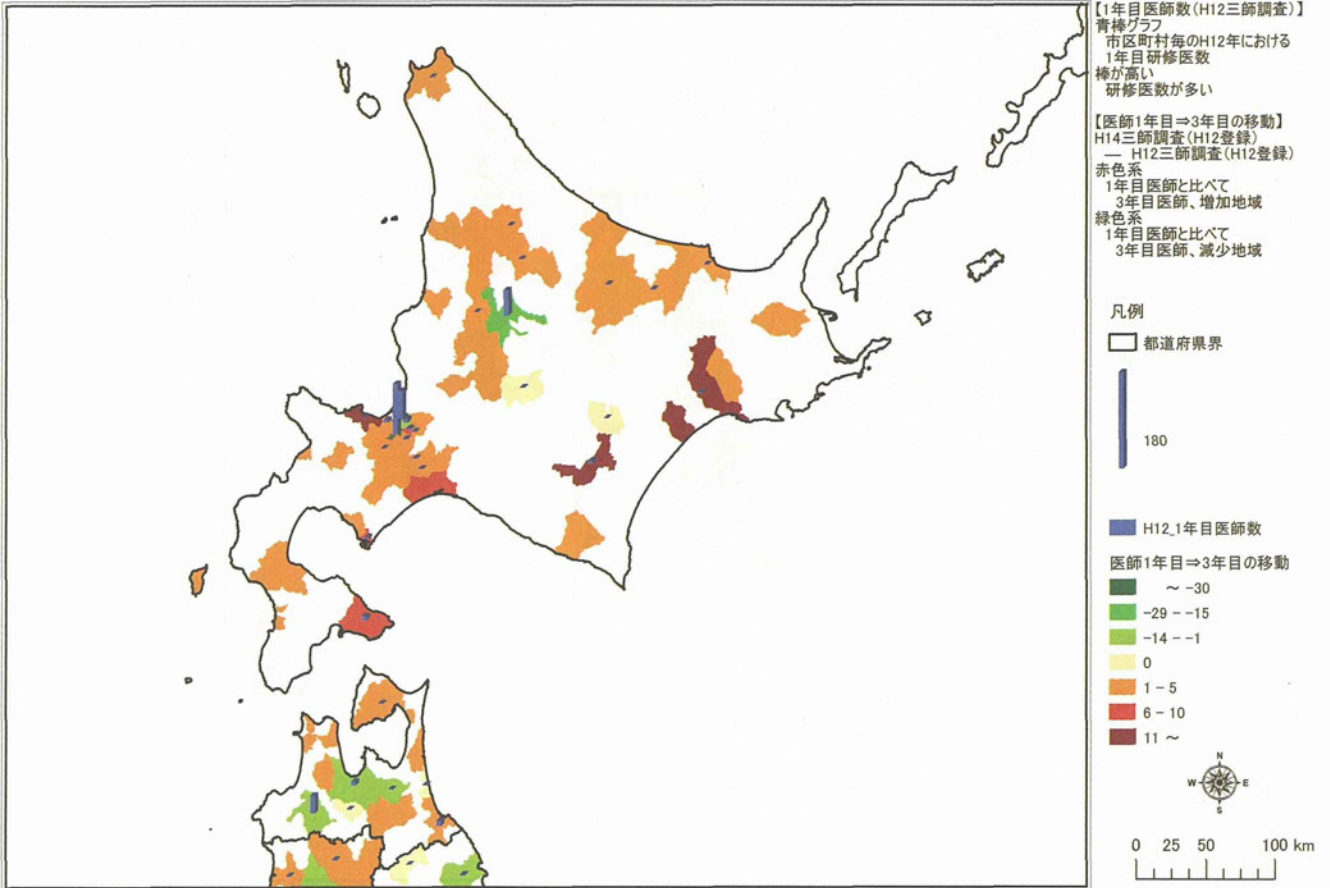 【1年目医師数(H12三師調査)】
青棒グラフ
市区町村毎のH12年における
1年目研修医数
棒が高い
研修医数が多い
【医師1年目⇒3年目の移動】
H14三師調査(H12登録)
― H12三師調査(H12登録)
赤色系
1年目医師と比べて
3年目医師、増加地域
緑色系
1年目医師と比べて
3年目医師、減少地域
凡例
都道府県界
180
H12_1年目医師数
医師1年目⇒3年目の移動
～ -30
-29 - -15
-14 - -1
0
1 - 5
6 - 10
11 ～
N
W E
S
0 25 50 100 km